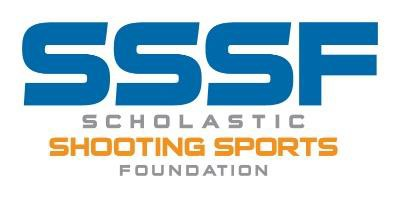 SSSF
SCHOLASTIC
SHOOTING SPORTS
FOUNDATION